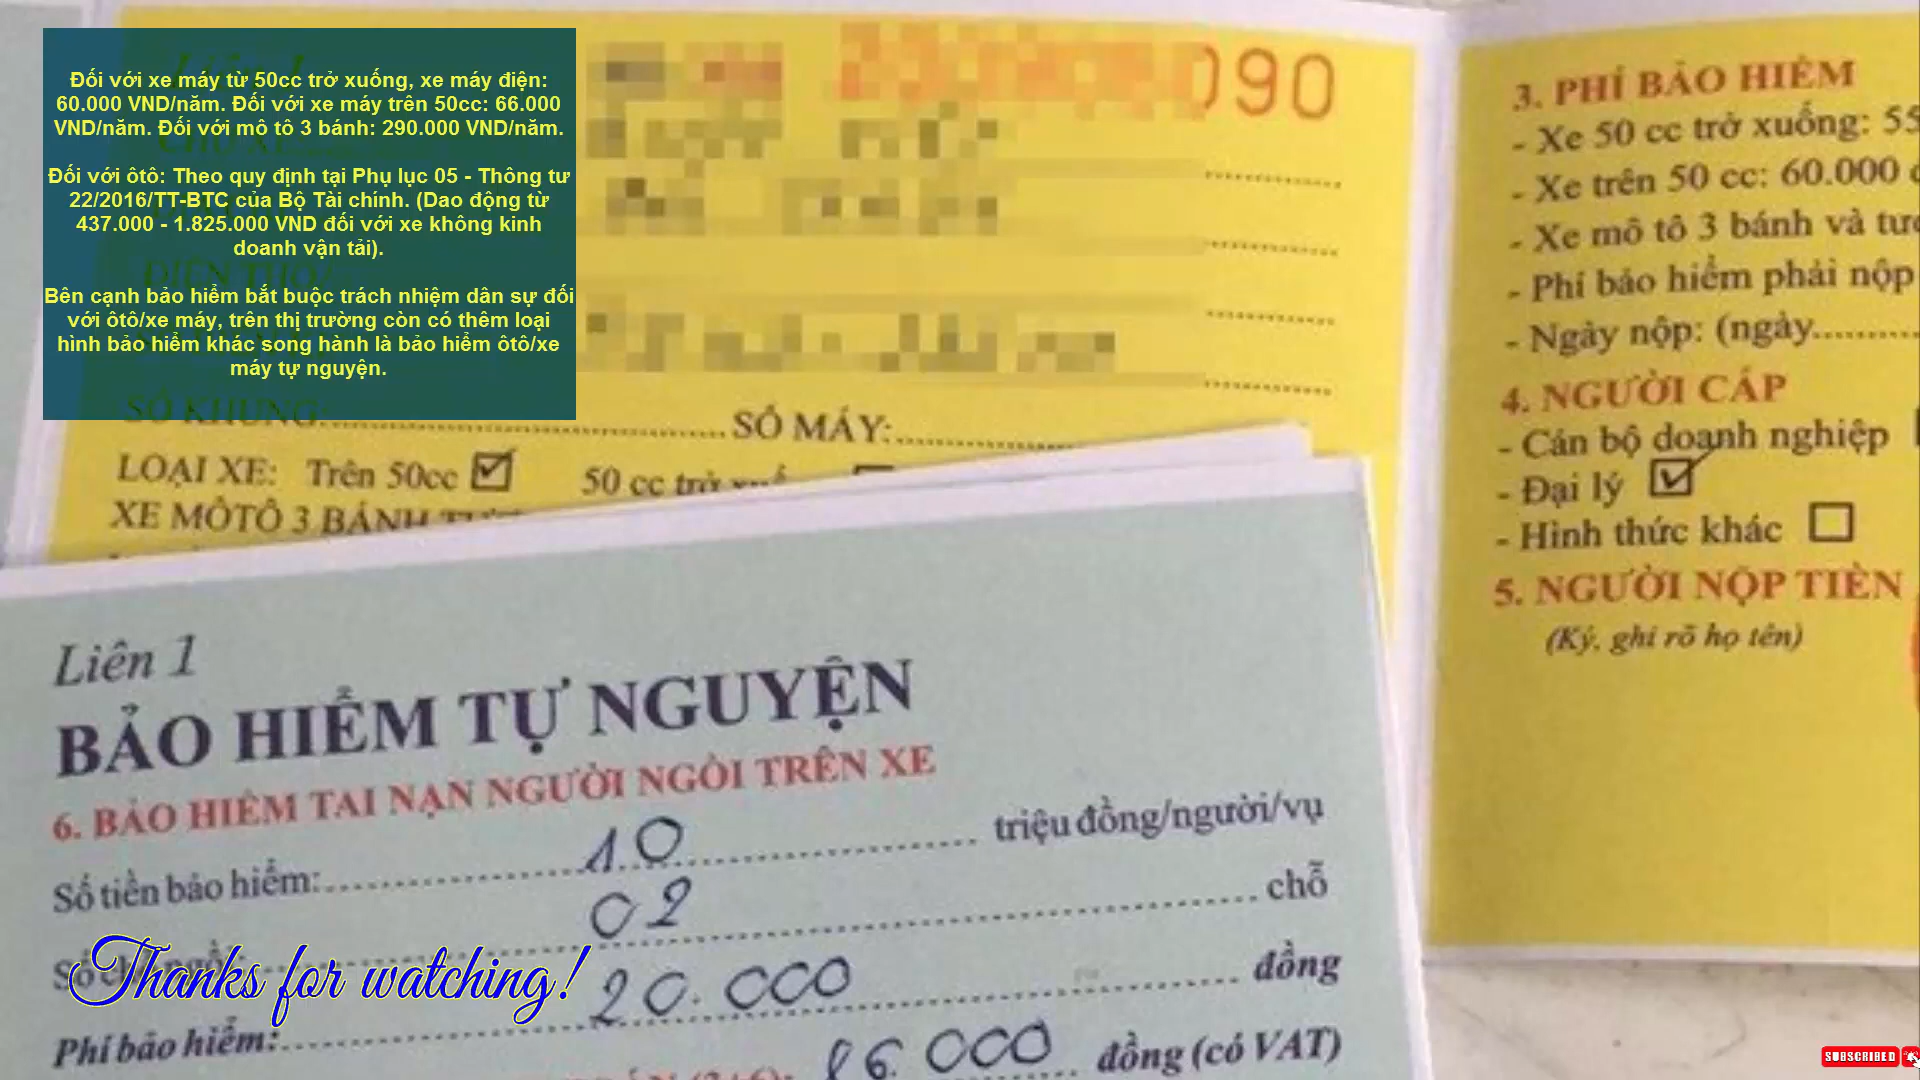 Đối với xe máy từ 50cc trở xuống, xe máy điện:
60.000 VND/năm. Đối với xe máy trên 50cc: 66.000
VND/năm. Đối với mô tô 3 bánh: 290.000 VND/năm.
Đối với ôtô: Theo quy định tại Phụ lục 05 - Thông tư
22/2016/TT-BTC của Bộ Tài chính. (Dao động từ
437.000 - 1.825.000 VND đối với xe không kinh
doanh vận tải).
Bên cạnh bảo hiểm bắt buộc trách nhiệm dân sự đối
với ôtô/xe máy, trên thị trường còn có thêm loại
hình bảo hiểm khác song hành là bảo hiểm ôtô/xe
máy tự nguyện.
090
SỐ KHUNG: SỐ MÁY:
LOẠI XE: Trên 50cc 50 cc trở
XE MÔTÔ 3 BÁNH
3. PHÍ BẢO HIỂM
- Xe 50 cc trở xuống: 55
- Xe trên 50 cc: 60.000
- Xe mô tô 3 bánh và
- Phí bảo hiểm phải nộp
- Ngày nộp: (ngày
4. NGƯỜI CẤP
- Cán bộ doanh nghiệp
- Đại lý
- Hình thức khác
5. NGƯỜI NỘP TIỀN
(Ký, ghi rõ họ tên)
Liên 1
BẢO HIỂM TỰ NGUYỆN
6. BẢO HIỂM TAI NẠN NGƯỜI NGỒI TRÊN XE
Số tiền bảo hiểm: 10 triệu đồng/người/vụ
Số 02 chỗ
Phí bảo hiểm: 20.000 đồng
86.000 đồng (có VAT)
Thanks for watching!
SUBSCRIBED